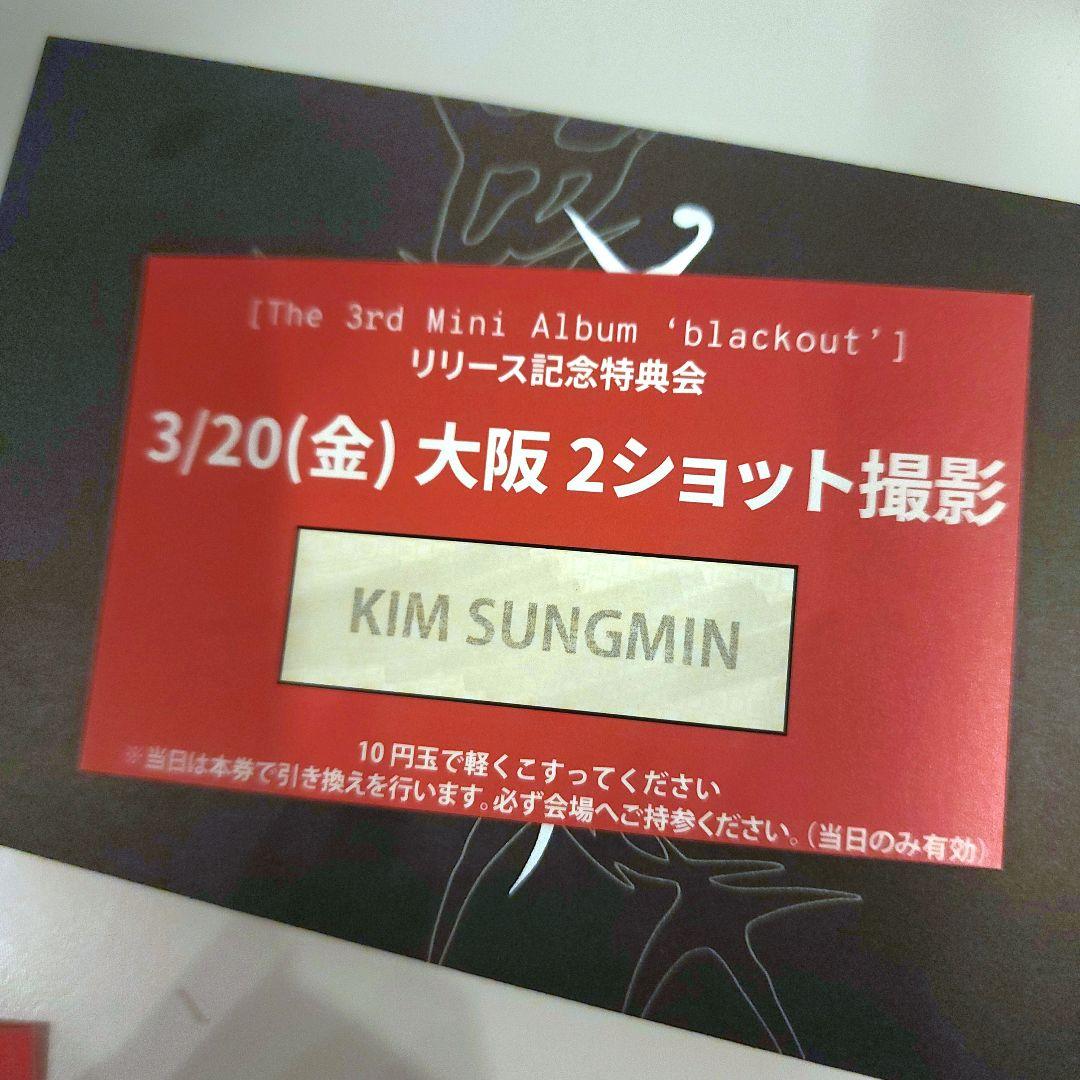 [The 3rd Mini Album ‘blackout’]
リリース記念特典会
3/20(金) 大阪 2ショット撮影
KIM SUNGMIN
10円玉で軽くこすってください
※当日は本券で引き換えを行います。必ず会場へご持参ください。(当日のみ有効)